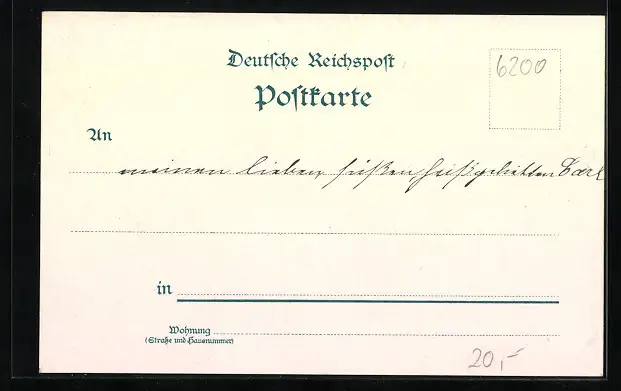 Deutsche Reichspost
Postkarte
6200
An
meinen lieben, süßen, heißgeliebten Carl
in
Wohnung
(Straße und Hausnummer)
20,-